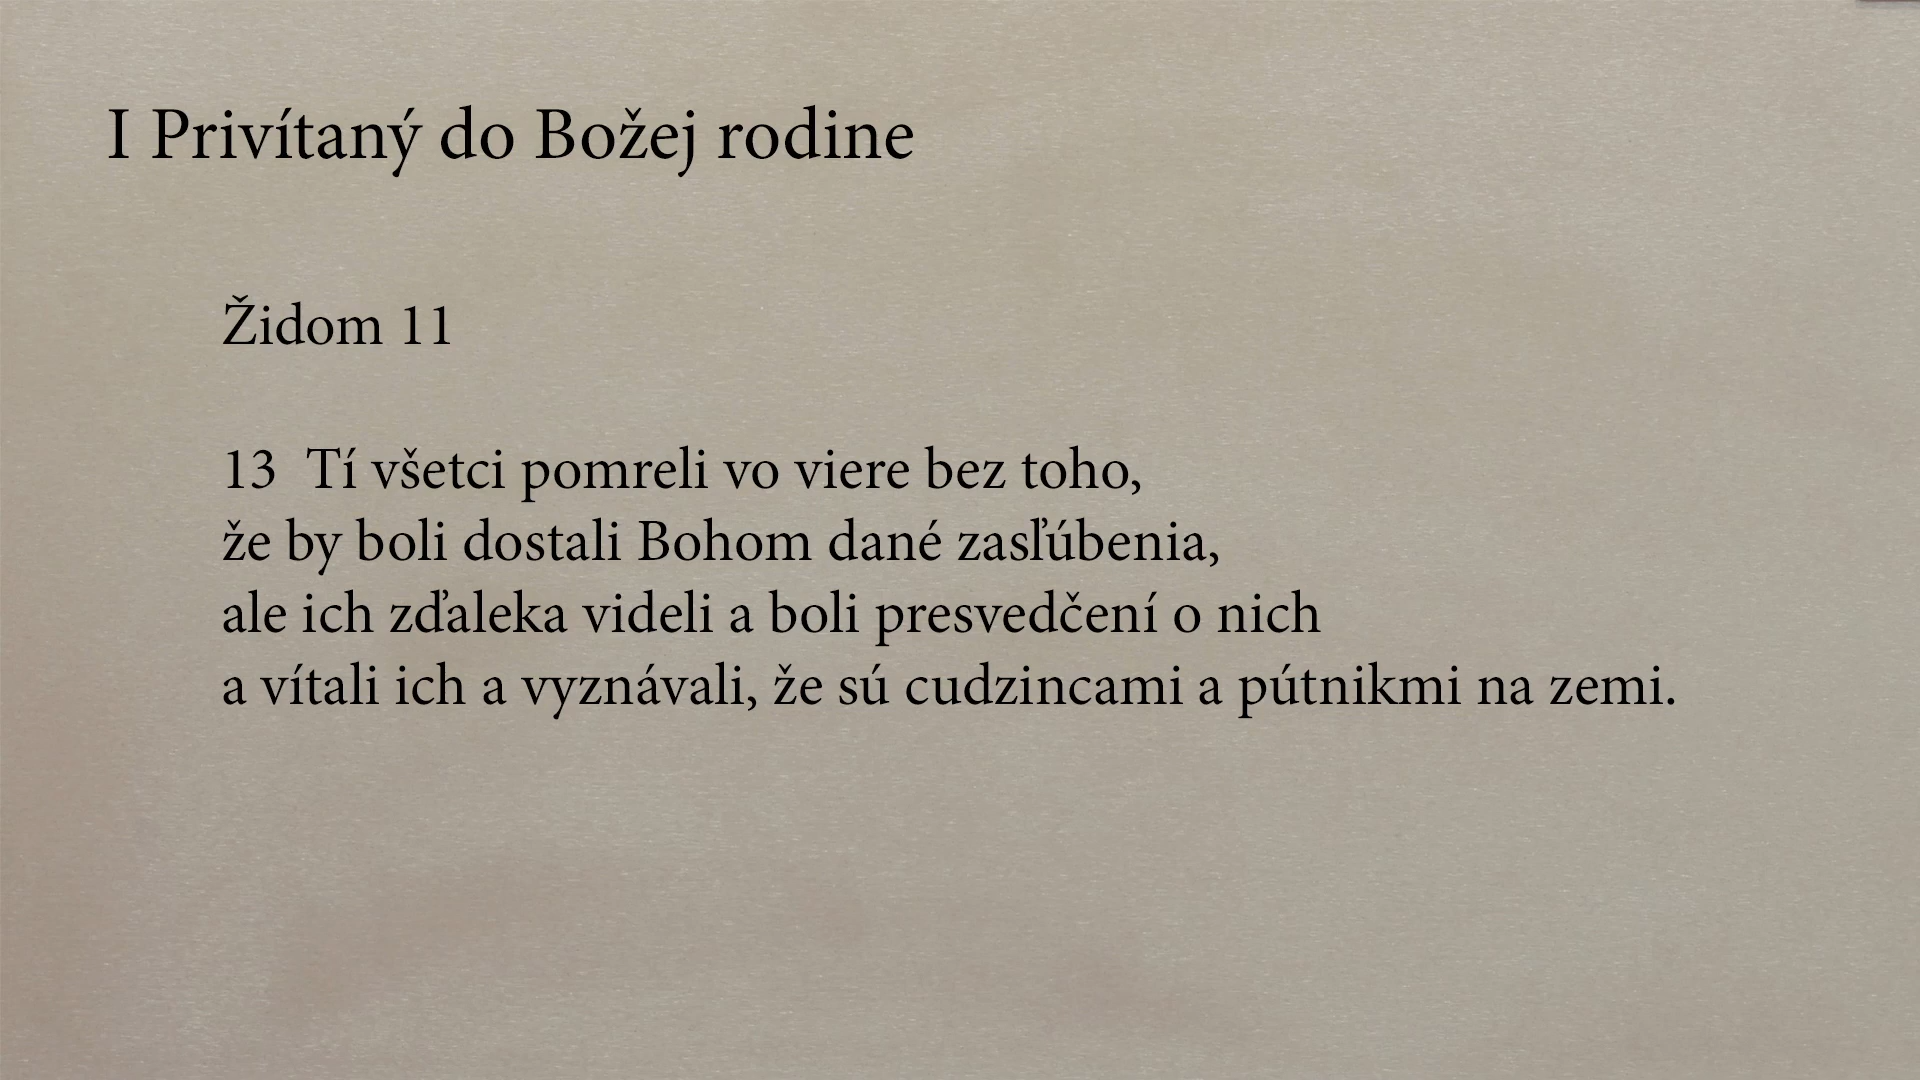 I Privítaný do Božej rodine
Židom 11
13  Tí všetci pomreli vo viere bez toho,
že by boli dostali Bohom dané zasľúbenia,
ale ich zďaleka videli a boli presvedčení o nich
a vítali ich a vyznávali, že sú cudzincami a pútnikmi na zemi.